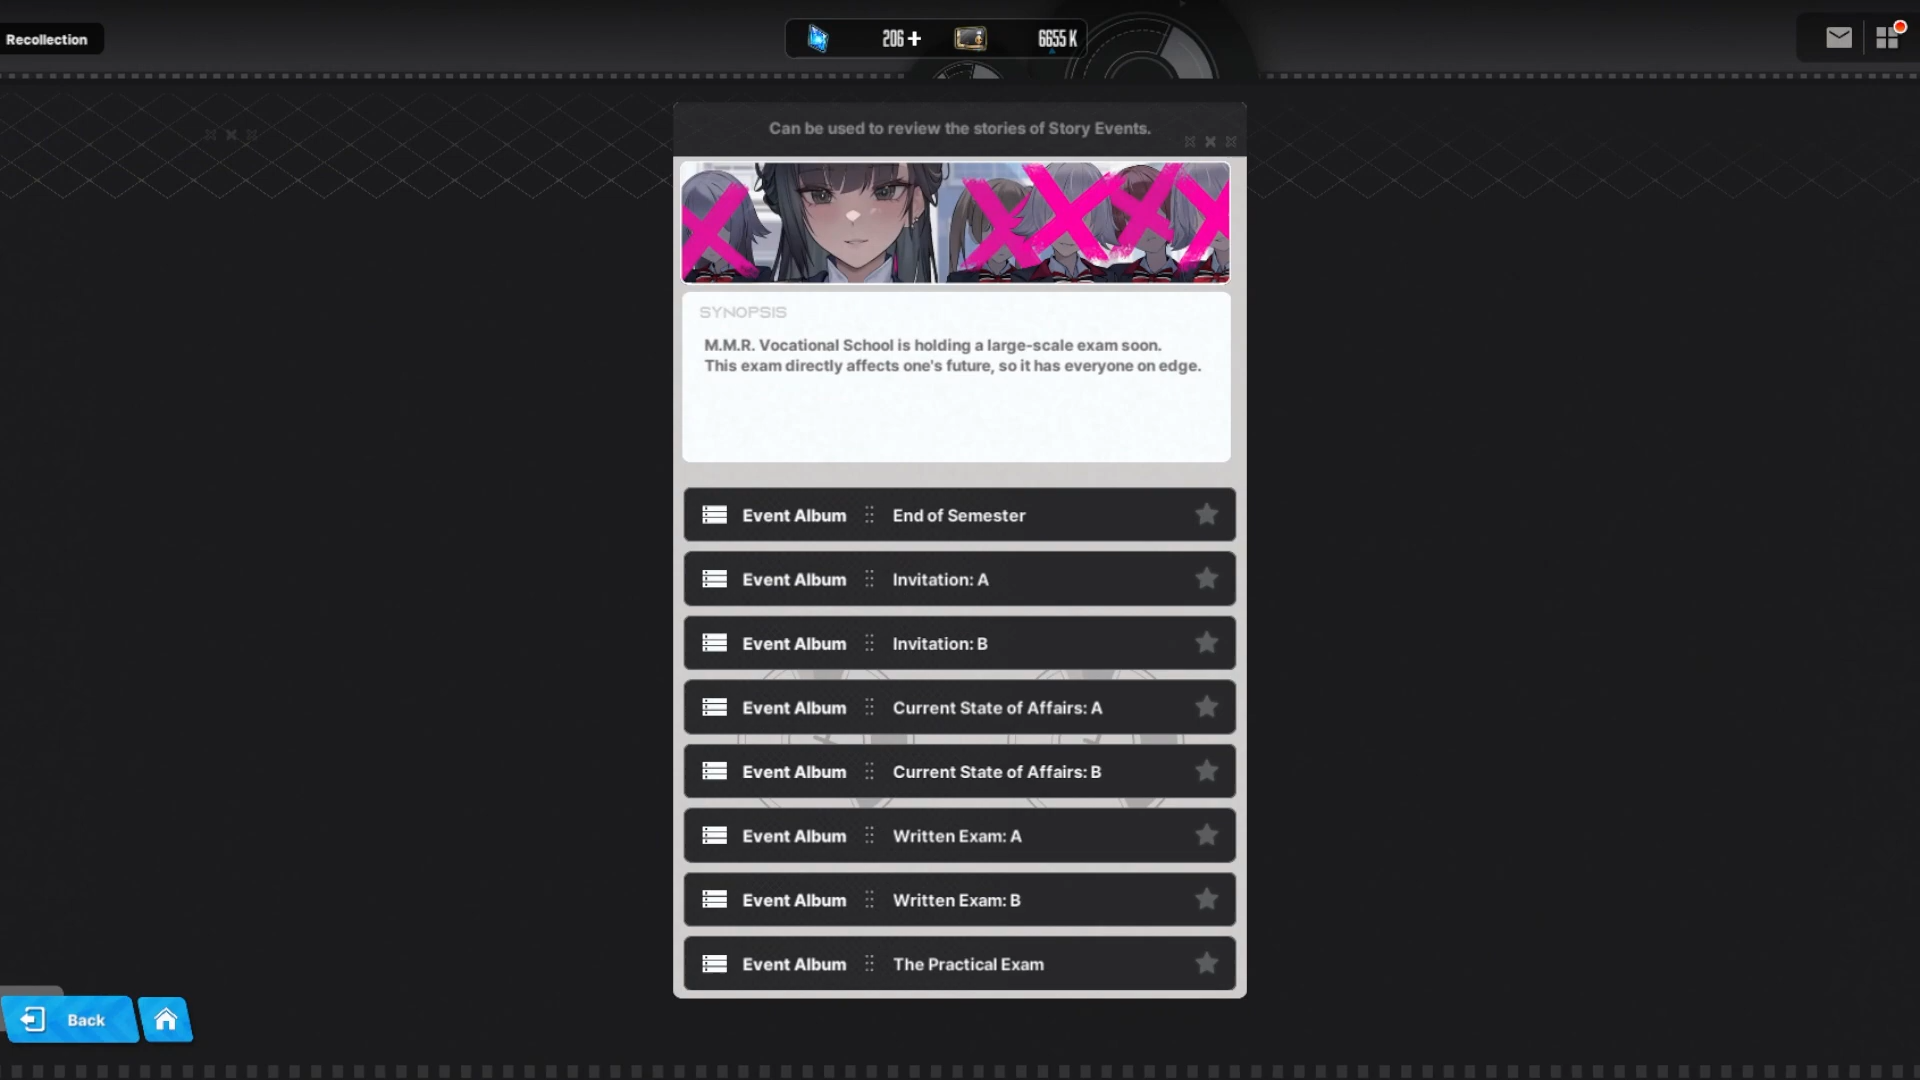 Recollection
206 +
6655 K
Can be used to review the stories of Story Events.
SYNOPSIS
M.M.R. Vocational School is holding a large-scale exam soon.
This exam directly affects one's future, so it has everyone on edge.
Event Album
End of Semester
Event Album
Invitation: A
Event Album
Invitation: B
Event Album
Current State of Affairs: A
Event Album
Current State of Affairs: B
Event Album
Written Exam: A
Event Album
Written Exam: B
Event Album
The Practical Exam
Back